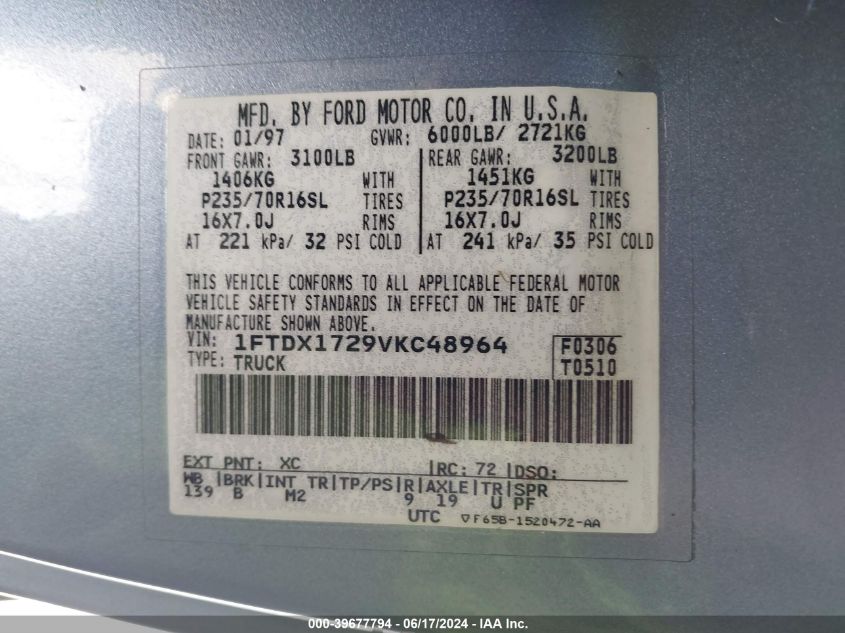 MFD. BY FORD MOTOR CO. IN U.S.A.
DATE: 01/97 GVWR: 6000LB/ 2721KG
FRONT GAWR: 3100LB REAR GAWR: 3200LB
1406KG WITH 1451KG WITH
P235/70R16SL TIRES P235/70R16SL TIRES
16X7.0J RIMS 16X7.0J RIMS
AT 221 kPa/ 32 PSI COLD AT 241 kPa/ 35 PSI COLD
THIS VEHICLE CONFORMS TO ALL APPLICABLE FEDERAL MOTOR
VEHICLE SAFETY STANDARDS IN EFFECT ON THE DATE OF
MANUFACTURE SHOWN ABOVE.
VIN: 1FTDX1729VKC48964 F0306
TYPE: TRUCK T0510
EXT PNT: XC RC: 72 DSO:
WB BRK INT TR TP/PS R AXLE TR SPR
139 B M2 9 19 U PF
UTC ▽F65B-1520472-AA
000-39677794 - 06/17/2024 - IAA Inc.